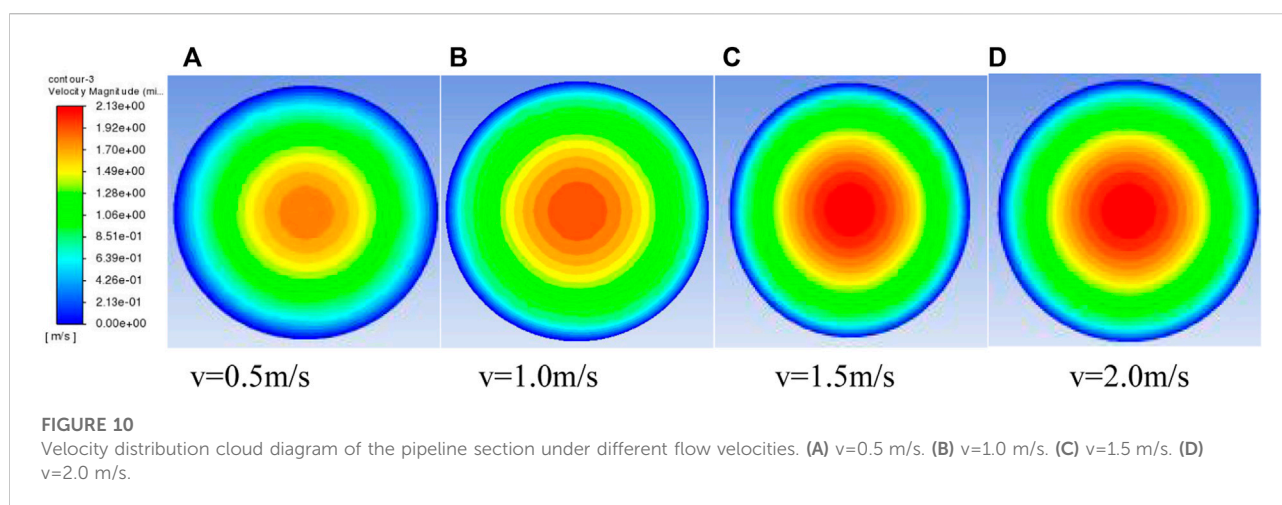 A B C D
contour-3
Velocity Magnitude (mi...
2.13e+00
1.92e+00
1.70e+00
1.49e+00
1.28e+00
1.06e+00
8.51e-01
6.39e-01
4.26e-01
2.13e-01
0.00e+00
[ m/s ]
v=0.5m/s v=1.0m/s v=1.5m/s v=2.0m/s
FIGURE 10
Velocity distribution cloud diagram of the pipeline section under different flow velocities. (A) v=0.5 m/s. (B) v=1.0 m/s. (C) v=1.5 m/s. (D)
v=2.0 m/s.